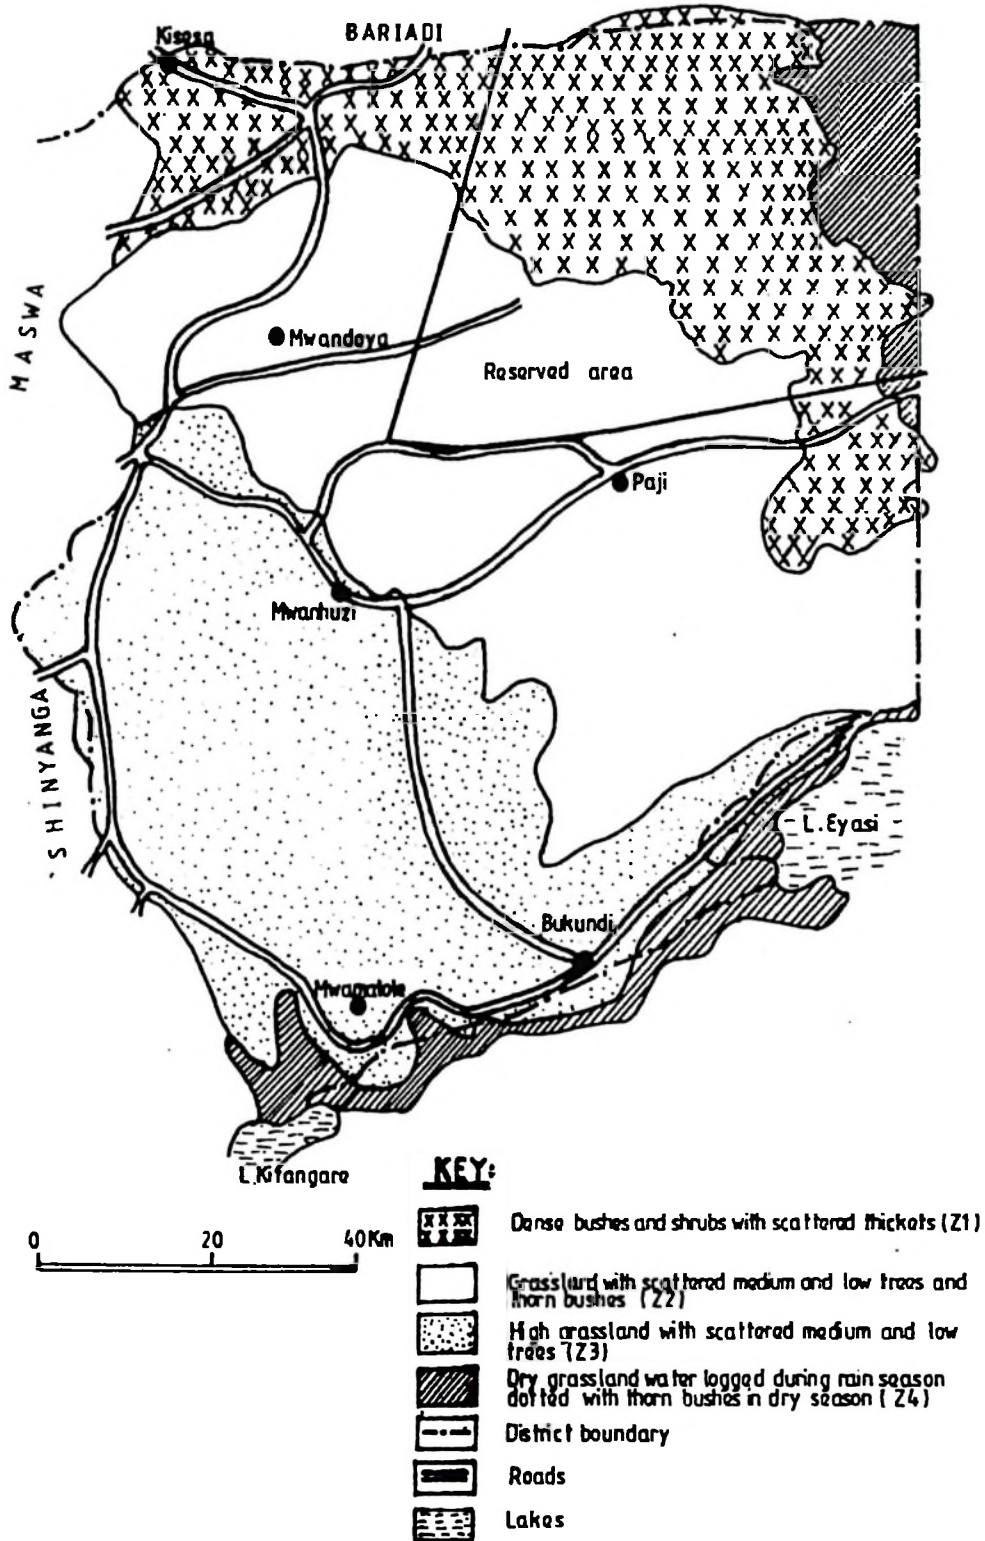 Kisesa
BARIADI
MASWA
Mwandoya
Reserved area
Paji
Mwanhuzi
SHINYANGA
L.Eyasi
Bukundi
Mwamalole
L.Kifangare
KEY:
0 20 40Km
Dense bushes and shrubs with scattered thickets (Z1)
Grassland with scattered medium and low trees and
thorn bushes (Z2)
High grassland with scattered medium and low
trees (Z3)
Dry grassland water logged during rain season
dotted with thorn bushes in dry season (Z4)
District boundary
Roads
Lakes